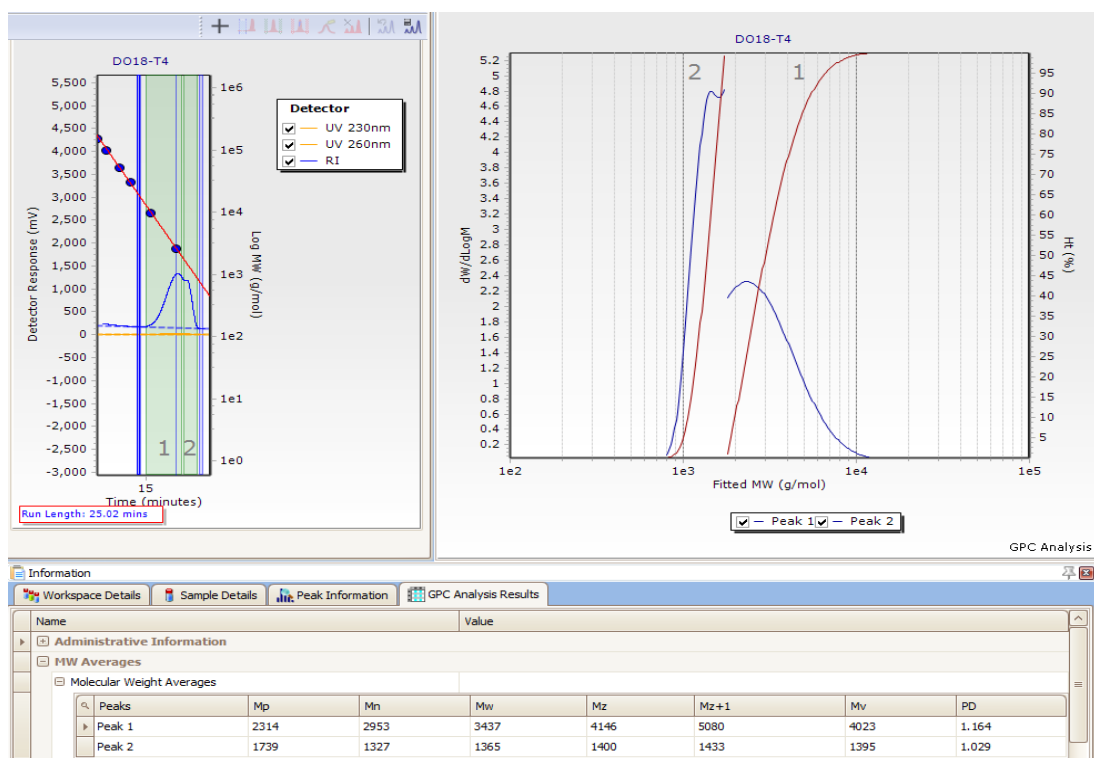 DO18-T4
5,500
5,000
4,500
4,000
3,500
3,000
2,500
2,000
1,500
1,000
500
0
-500
-1,000
-1,500
-2,000
-2,500
-3,000
Detector Response (mV)
1e6
1e5
1e4
1e3
1e2
1e1
1e0
Log MW (g/mol)
1 2
15
Time (minutes)
Run Length: 25.02 mins
Detector
UV 230nm
UV 260nm
RI
DO18-T4
5.2
5
4.8
4.6
4.4
4.2
4
3.8
3.6
3.4
3.2
3
2.8
2.6
2.4
2.2
2
1.8
1.6
1.4
1.2
1
0.8
0.6
0.4
0.2
dW/dLogM
2 1
95
90
85
80
75
70
65
60
55
50
45
40
35
30
25
20
15
10
5
Ht (%)
1e2 1e3 1e4 1e5
Fitted MW (g/mol)
Peak 1 Peak 2
GPC Analysis
Information
Workspace Details Sample Details Peak Information GPC Analysis Results
Name Value
Administrative Information
MW Averages
Molecular Weight Averages
Peaks Mp Mn Mw Mz Mz+1 Mv PD
Peak 1 2314 2953 3437 4146 5080 4023 1.164
Peak 2 1739 1327 1365 1400 1433 1395 1.029